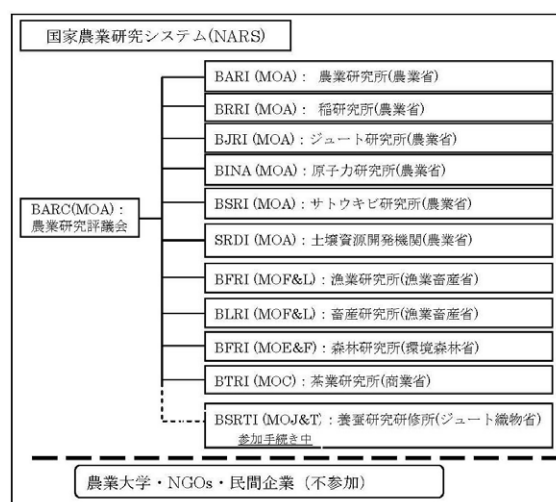 国家農業研究システム(NARS)
BARI (MOA)： 農業研究所(農業省)
BRRI (MOA)： 稲研究所(農業省)
BJRI (MOA)：ジュート研究所(農業省)
BINA (MOA)：原子力研究所(農業省)
BSRI (MOA)：サトウキビ研究所(農業省)
BARC(MOA)：
農業研究評議会
SRDI (MOA)：土壌資源開発機関(農業省)
BFRI (MOF&L)：漁業研究所(漁業畜産省)
BLRI (MOF&L)：畜産研究所(漁業畜産省)
BFRI (MOE&F)：森林研究所(環境森林省)
BTRI (MOC)：茶業研究所(商業省)
BSRTI (MOJ&T)：養蚕研究研修所(ジュート織物省)
参加手続き中
農業大学・NGOs・民間企業（不参加）